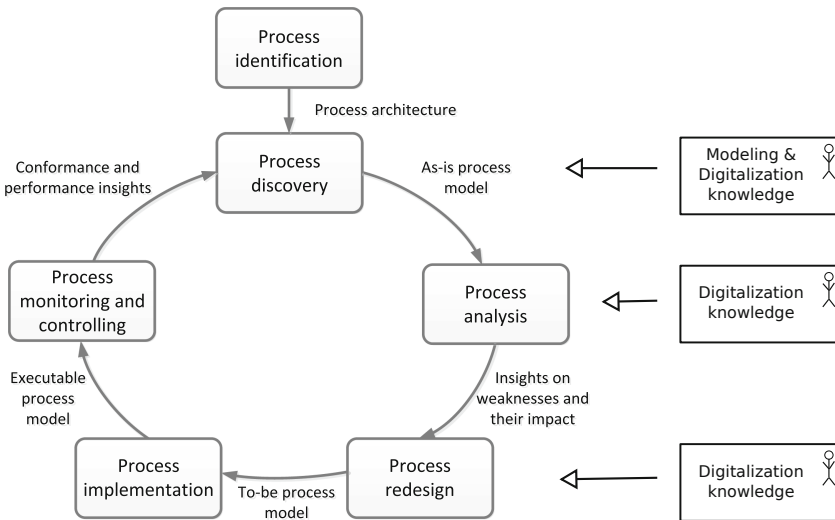 Process
identification
Process architecture
Process
discovery
Conformance and
performance insights
As-is process
model
Modeling &
Digitalization
knowledge
Process
monitoring and
controlling
Process
analysis
Digitalization
knowledge
Executable
process
model
Insights on
weaknesses and
their impact
Process
implementation
To-be process
model
Process
redesign
Digitalization
knowledge